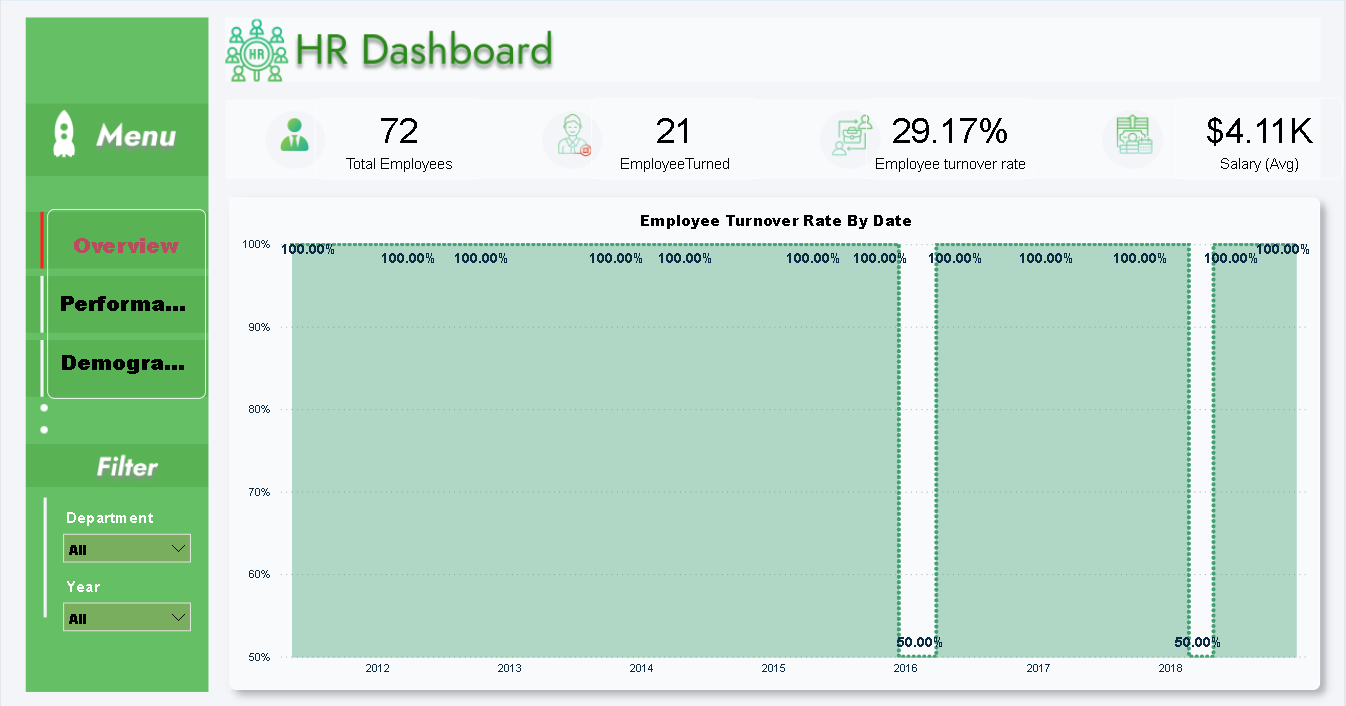 HR
HR Dashboard
Menu
72
Total Employees
21
EmployeeTurned
29.17%
Employee turnover rate
$4.11K
Salary (Avg)
Overview
Performa...
Demogra...
Filter
Department
All
Year
All
Employee Turnover Rate By Date
100%
90%
80%
70%
60%
50%
100.00% 100.00% 100.00% 100.00% 100.00% 100.00% 100.00% 100.00% 100.00% 100.00% 100.00% 100.00%
50.00% 50.00%
2012 2013 2014 2015 2016 2017 2018